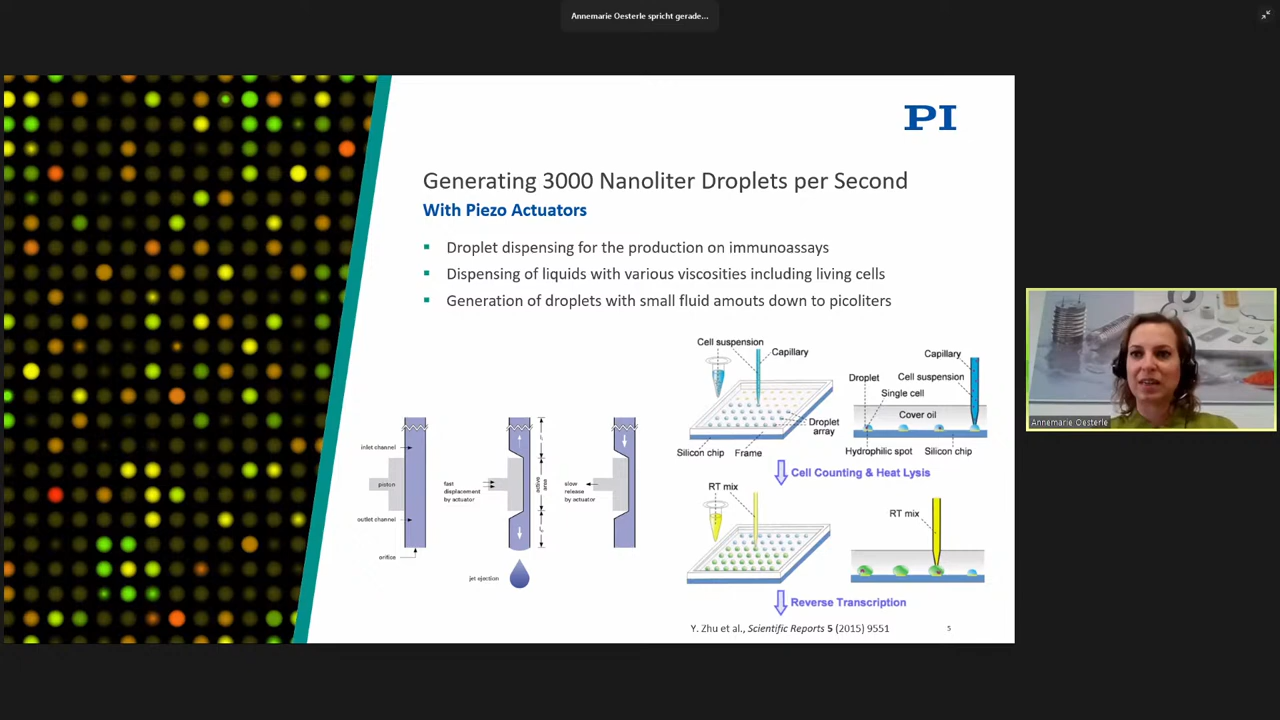 Annemarie Oesterle spricht gerade...
PI
Generating 3000 Nanoliter Droplets per Second
With Piezo Actuators
Droplet dispensing for the production on immunoassays
Dispensing of liquids with various viscosities including living cells
Generation of droplets with small fluid amouts down to picoliters
inlet channel
piston
outlet channel
orifice
fast
displacement
by actuator
active
area
jet ejection
slow
release
by actuator
Cell suspension
Capillary
Droplet
array
Silicon chip
Frame
Capillary
Droplet
Cell suspension
Single cell
Cover oil
Hydrophilic spot
Silicon chip
Cell Counting & Heat Lysis
RT mix
RT mix
Reverse Transcription
Y. Zhu et al., Scientific Reports 5 (2015) 9551
5
Annemarie Oesterle